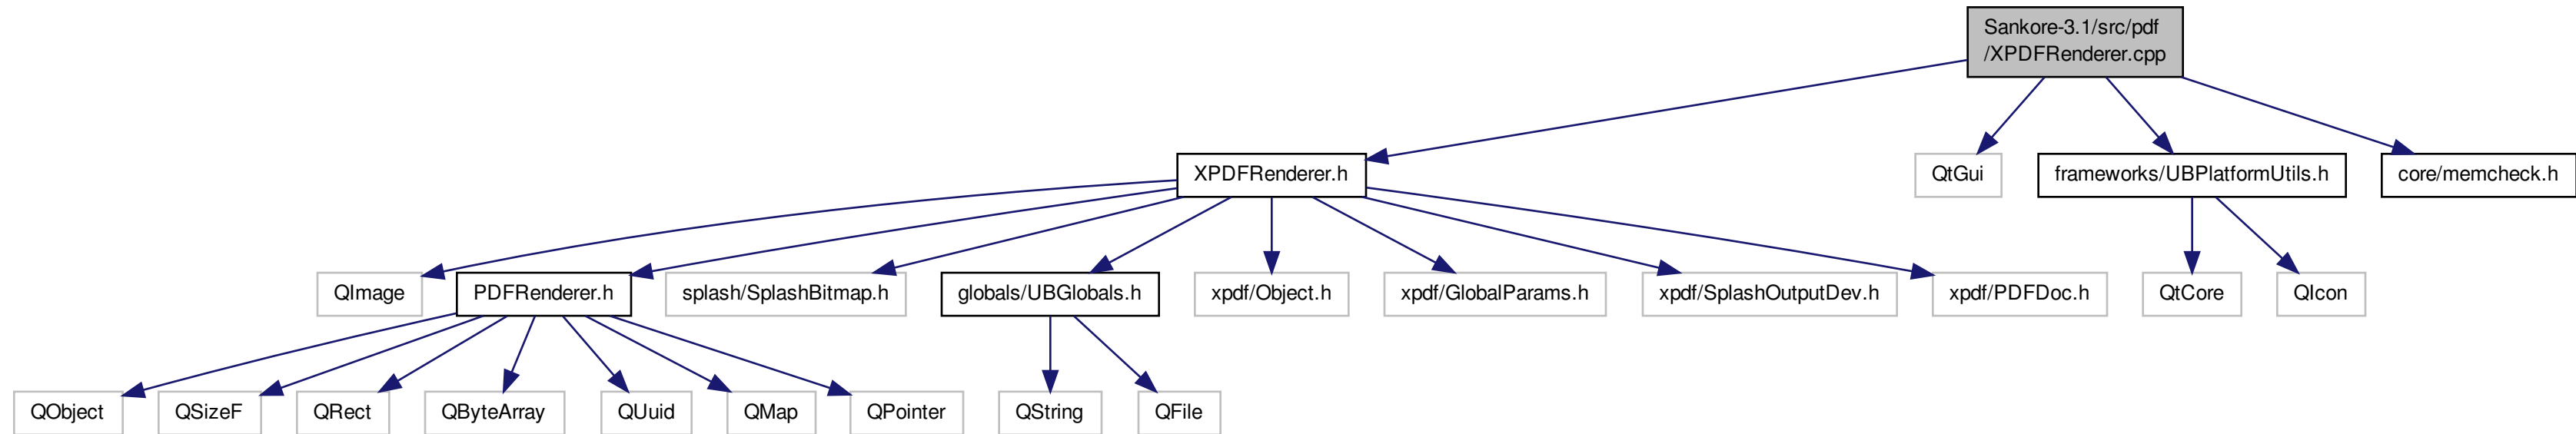 Sankore-3.1/src/pdf
/XPDFRenderer.cpp
XPDFRenderer.h
QtGui
frameworks/UBPlatformUtils.h
core/memcheck.h
QImage
PDFRenderer.h
splash/SplashBitmap.h
globals/UBGlobals.h
xpdf/Object.h
xpdf/GlobalParams.h
xpdf/SplashOutputDev.h
xpdf/PDFDoc.h
QtCore
QIcon
QObject
QSizeF
QRect
QByteArray
QUuid
QMap
QPointer
QString
QFile